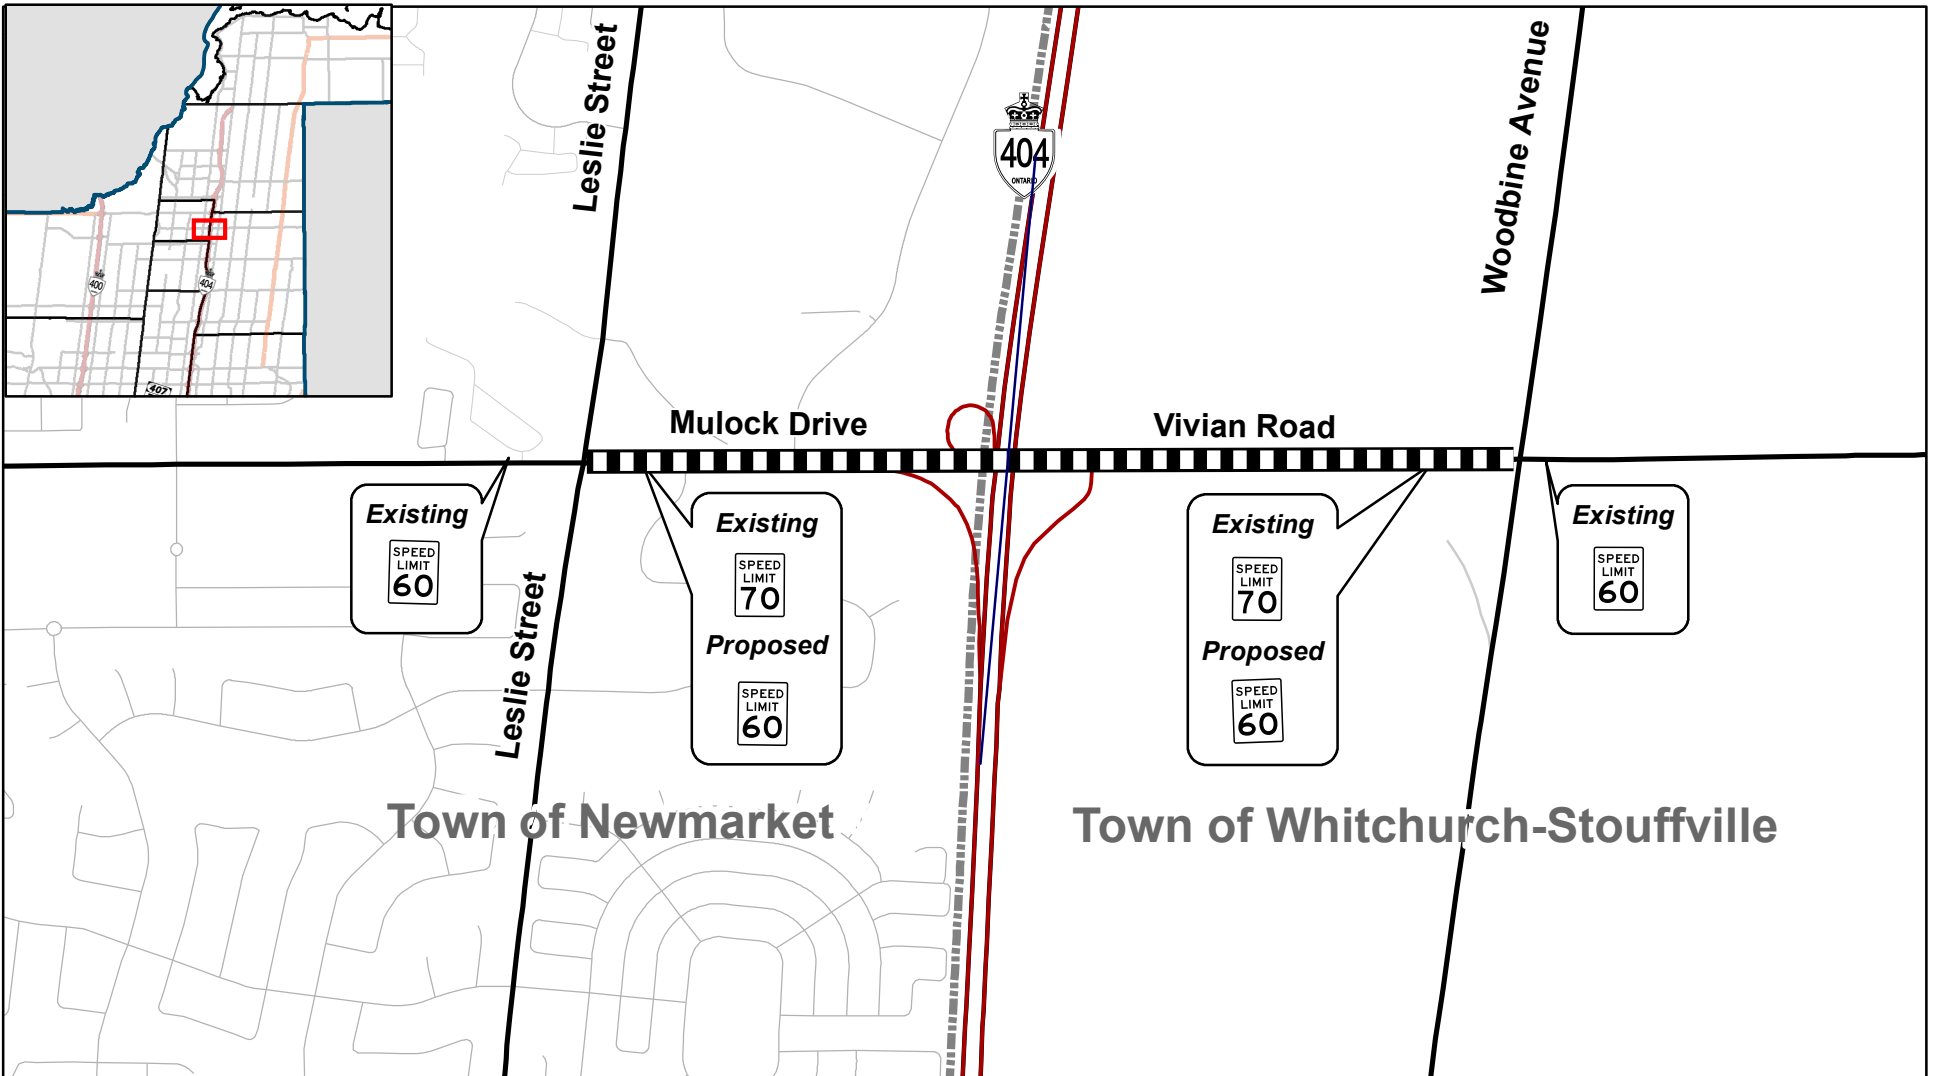 400
404
407
Leslie Street
404
ONTARIO
Woodbine Avenue
Mulock Drive
Vivian Road
Existing
SPEED
LIMIT
60
Existing
SPEED
LIMIT
70
Proposed
SPEED
LIMIT
60
Existing
SPEED
LIMIT
70
Proposed
SPEED
LIMIT
60
Existing
SPEED
LIMIT
60
Leslie Street
Town of Newmarket
Town of Whitchurch-Stouffville